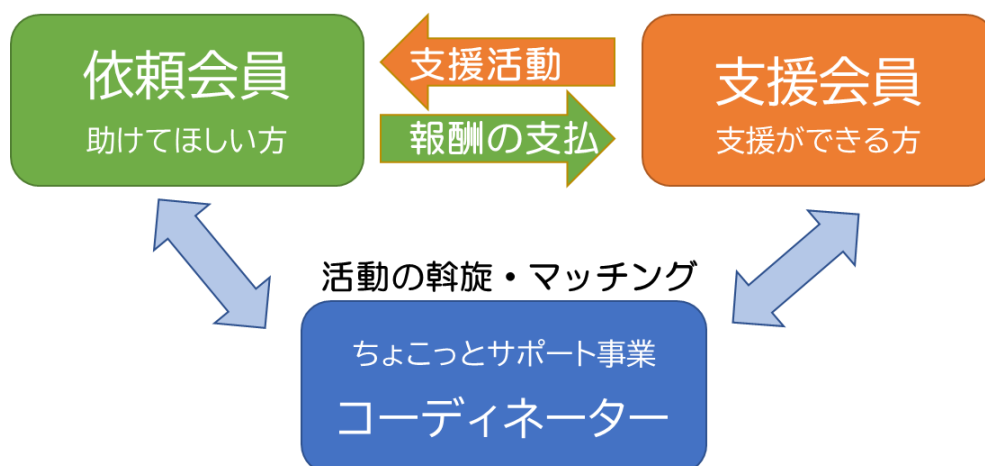 依頼会員
助けてほしい方
支援活動
報酬の支払
支援会員
支援ができる方
活動の斡旋・マッチング
ちょこっとサポート事業
コーディネーター